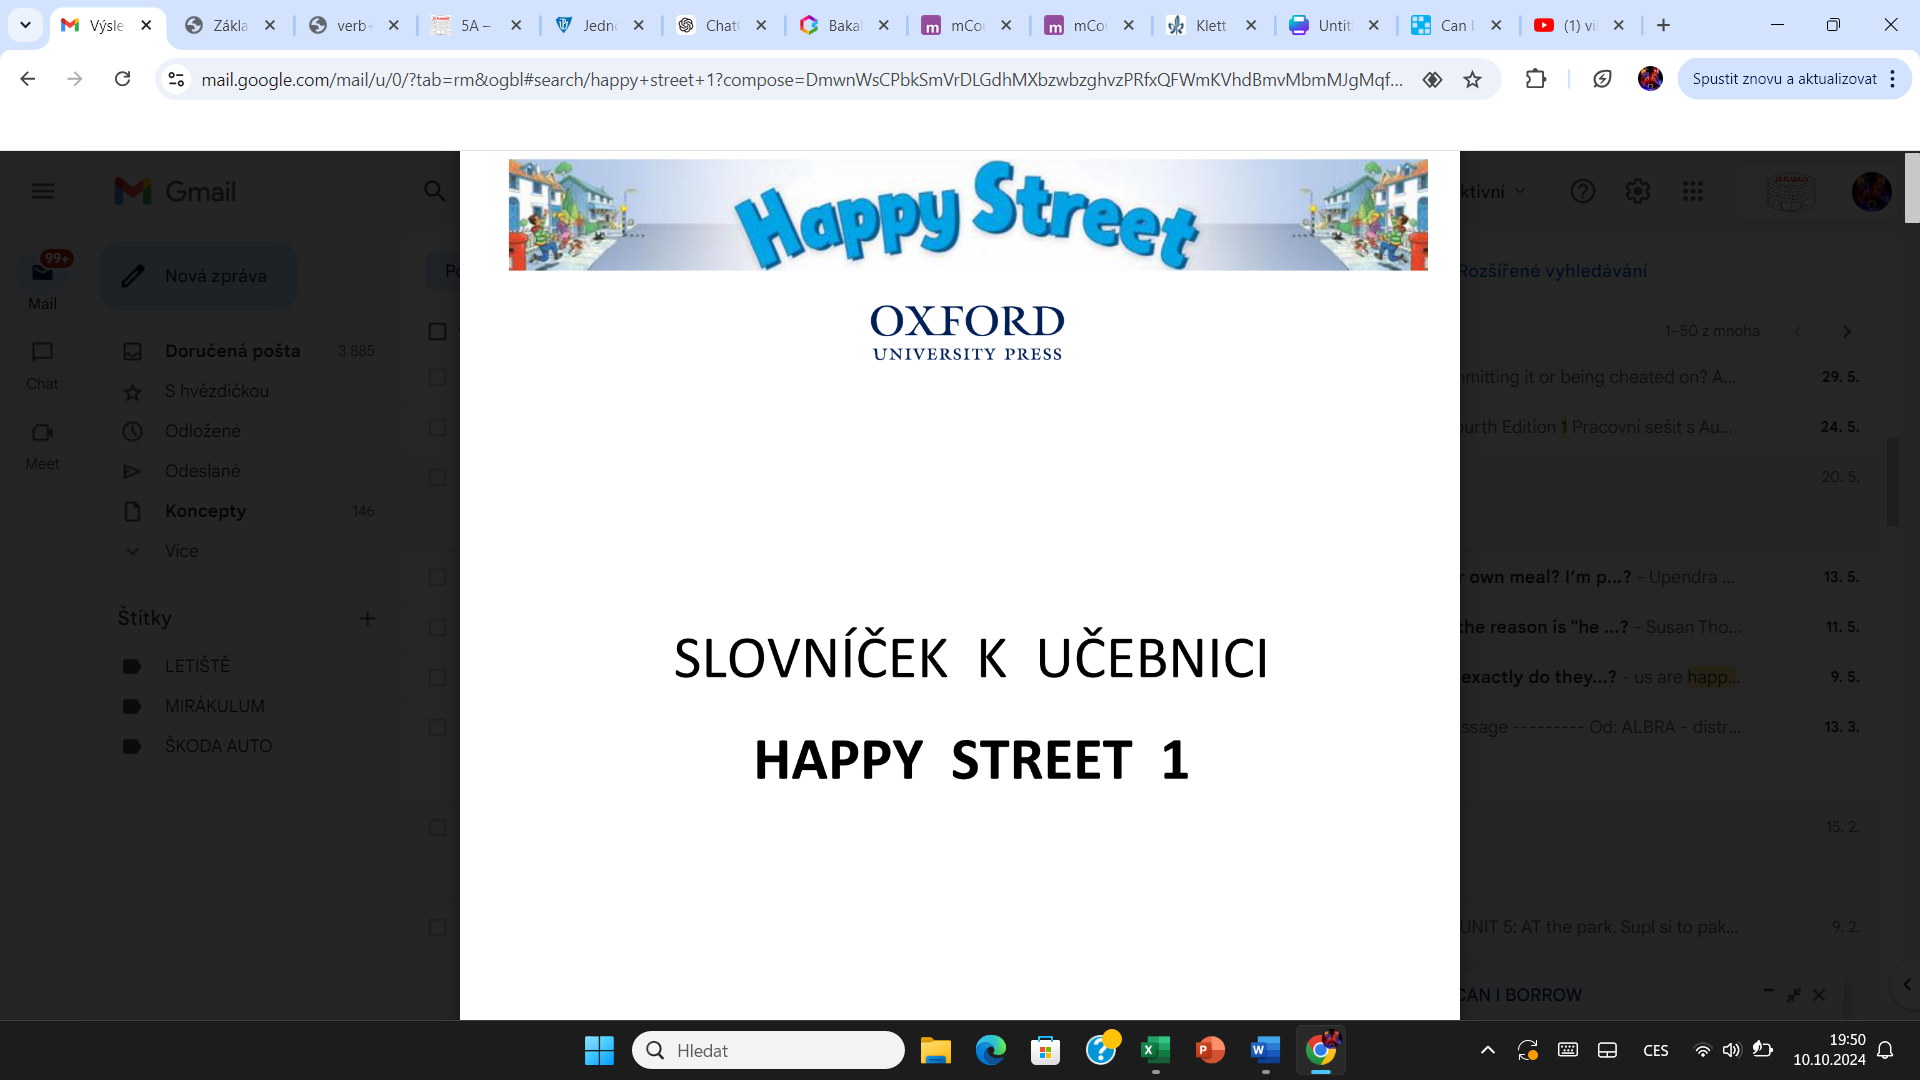 Výsle
Zákla
verb+
5A –
Jedno
Chat
Bakal
mCou
mCou
Klett
Untit
Can I
(1) vi
mail.google.com/mail/u/0/?tab=rm&ogbl#search/happy+street+1?compose=DmwnWsCPbkSmVrDLGdhMXbzwbzghvzPRfxQFWmKVhdBmvMbmMJgMqf...
Spustit znovu a aktualizovat
Gmail
99+
Mail
Chat
Meet
Nová zpráva
Doručená pošta 3 885
S hvězdičkou
Odložené
Odeslané
Koncepty 146
Více
Štítky
LETIŠTĚ
MIRÁKULUM
ŠKODA AUTO
Happy Street
OXFORD
UNIVERSITY PRESS
SLOVNÍČEK K UČEBNICI
HAPPY STREET 1
ktivní
Rozšířené vyhledávání
1–50 z mnoha
mmitting it or being cheated on? A... 29. 5.
ourth Edition 1 Pracovní sešit s Au... 24. 5.
20. 5.
r own meal? I'm p...? - Upendra ... 13. 5.
the reason is "he ...? - Susan Tho... 11. 5.
exactly do they...? - us are happ... 9. 5.
ssage --------- Od: ALBRA - distr... 13. 3.
15. 2.
UNIT 5: AT the park. Supl si to pak... 9. 2.
CAN I BORROW
Hledat
CES
19:50
10.10.2024